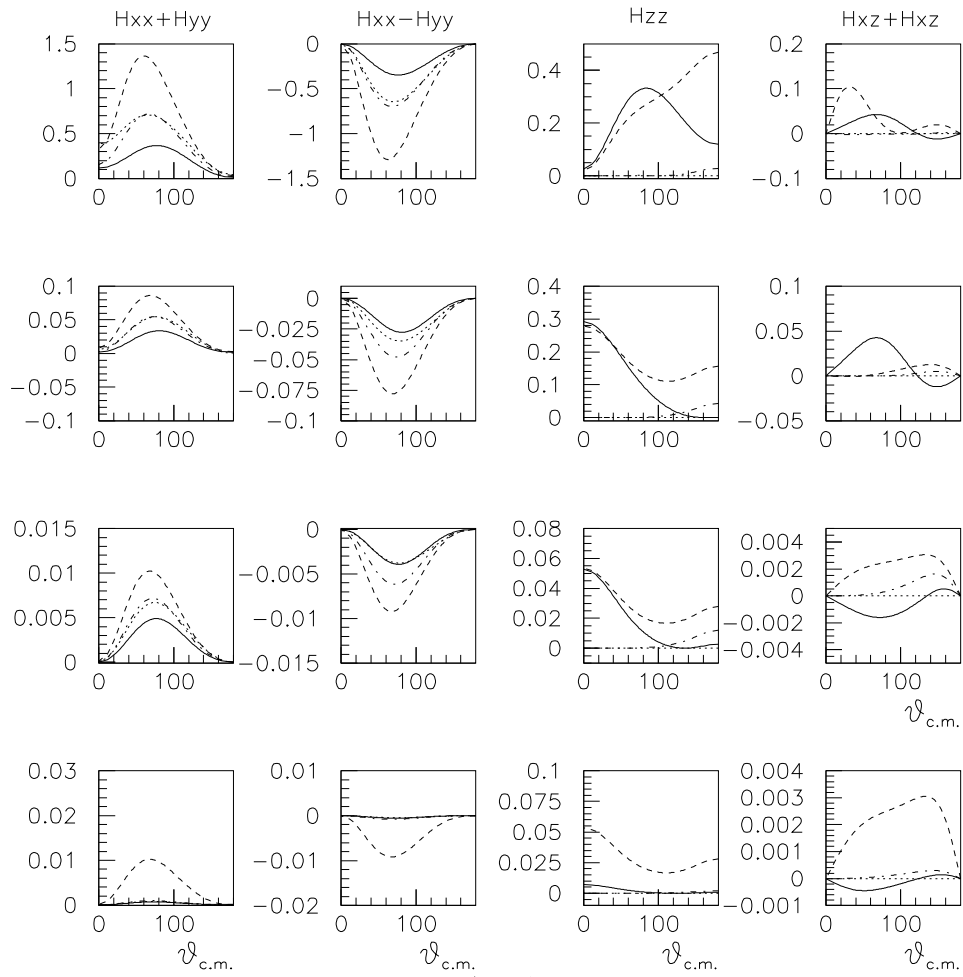 Hxx+Hyy Hxx−Hyy Hzz Hxz+Hxz
1.5 1 0.5 0 0 100
0 −0.5 −1 −1.5 0 100
0.4 0.2 0 0 100
0.2 0.1 0 −0.1 0 100
0.1 0.05 0 −0.05 −0.1 0 100
0 −0.025 −0.05 −0.075 −0.1 0 100
0.4 0.3 0.2 0.1 0 0 100
0.1 0.05 0 −0.05 0 100
0.015 0.01 0.005 0 0 100
0 −0.005 −0.01 −0.015 0 100
0.08 0.06 0.04 0.02 0 0 100
0.004 0.002 0 −0.002 −0.004 0 100
ϑc.m.
0.03 0.02 0.01 0 0 100
ϑc.m.
0.01 0 −0.01 −0.02 0 100
ϑc.m.
0.1 0.075 0.05 0.025 0 0 100
ϑc.m.
0.004 0.003 0.002 0.001 0 −0.001 0 100
ϑc.m.